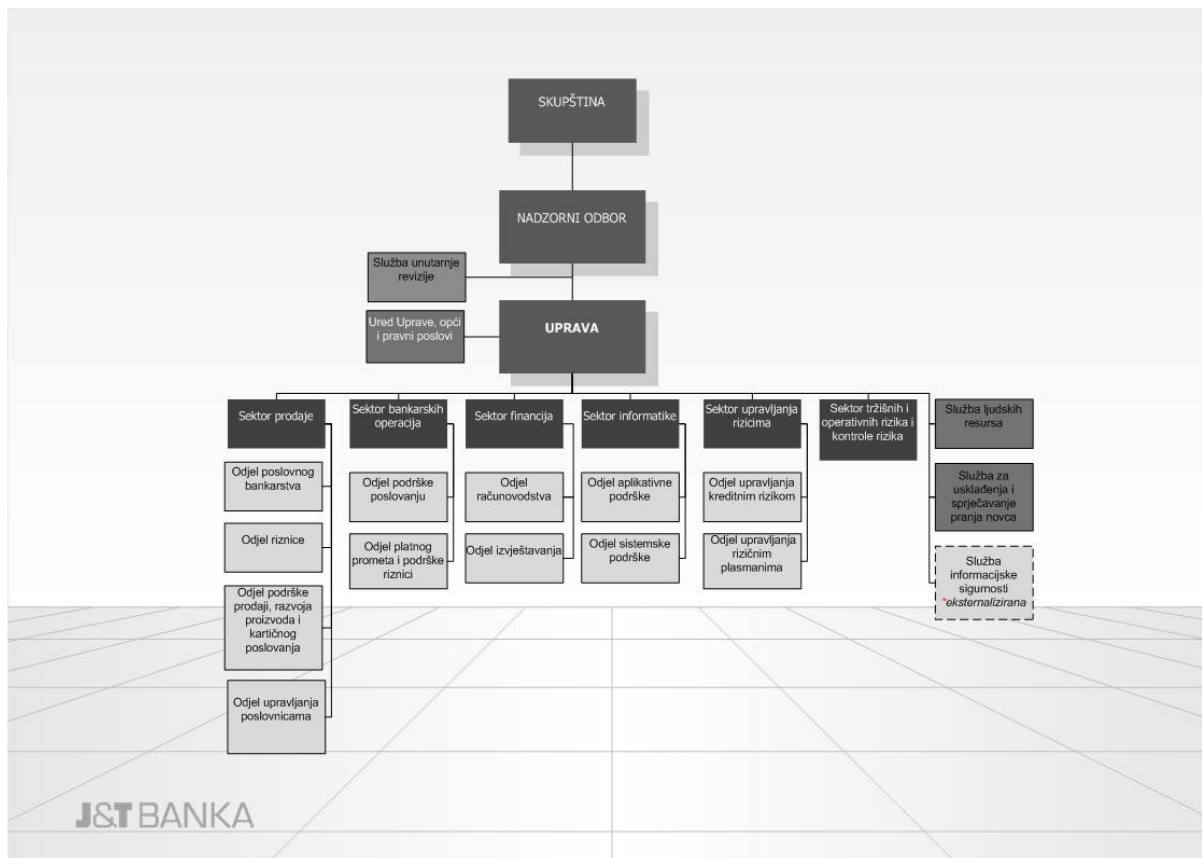 SKUPŠTINA
NADZORNI ODBOR
Služba unutarnje
revizije
Ured Uprave, opći
i pravni poslovi
UPRAVA
Sektor prodaje
Odjel poslovnog
bankarstva
Odjel riznice
Odjel podrške
prodaji, razvoja
proizvoda i
kartičnog
poslovanja
Odjel upravljanja
poslovnicama
Sektor bankarskih
operacija
Odjel podrške
poslovanju
Odjel platnog
prometa i podrške
riznici
Sektor financija
Odjel
računovodstva
Odjel izvještavanja
Sektor informatike
Odjel aplikativne
podrške
Odjel sistemske
podrške
Sektor upravljanja
rizicima
Odjel upravljanja
kreditnim rizikom
Odjel upravljanja
rizičnim
plasmanima
Sektor tržišnih i
operativnih rizika i
kontrole rizika
Služba ljudskih
resursa
Služba za
usklađenja i
sprječavanje
pranja novca
Služba
informacijske
sigurnosti
*eksternalizirana
J&T BANKA